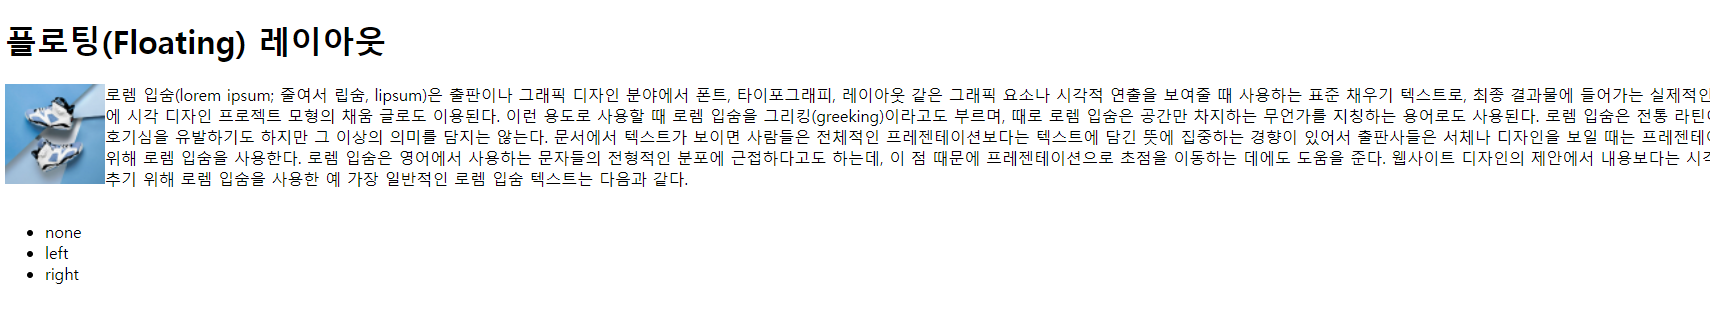 플로팅(Floating) 레이아웃
로렘 입숨(lorem ipsum; 줄여서 립숨, lipsum)은 출판이나 그래픽 디자인 분야에서 폰트, 타이포그래피, 레이아웃 같은 그래픽 요소나 시각적 연출을 보여줄 때 사용하는 표준 채우기 텍스트로, 최종 결과물에 들어가는 실제적인
에 시각 디자인 프로젝트 모형의 채움 글로도 이용된다. 이런 용도로 사용할 때 로렘 입숨을 그리킹(greeking)이라고도 부르며, 때로 로렘 입숨은 공간만 차지하는 무언가를 지칭하는 용어로도 사용된다. 로렘 입숨은 전통 라틴
호기심을 유발하기도 하지만 그 이상의 의미를 담지는 않는다. 문서에서 텍스트가 보이면 사람들은 전체적인 프레젠테이션보다는 텍스트에 담긴 뜻에 집중하는 경향이 있어서 출판사들은 서체나 디자인을 보일 때는 프레젠테이
위해 로렘 입숨을 사용한다. 로렘 입숨은 영어에서 사용하는 문자들의 전형적인 분포에 근접하다고도 하는데, 이 점 때문에 프레젠테이션으로 초점을 이동하는 데에도 도움을 준다. 웹사이트 디자인의 제안에서 내용보다는 시각
추기 위해 로렘 입숨을 사용한 예 가장 일반적인 로렘 입숨 텍스트는 다음과 같다.
• none
• left
• right